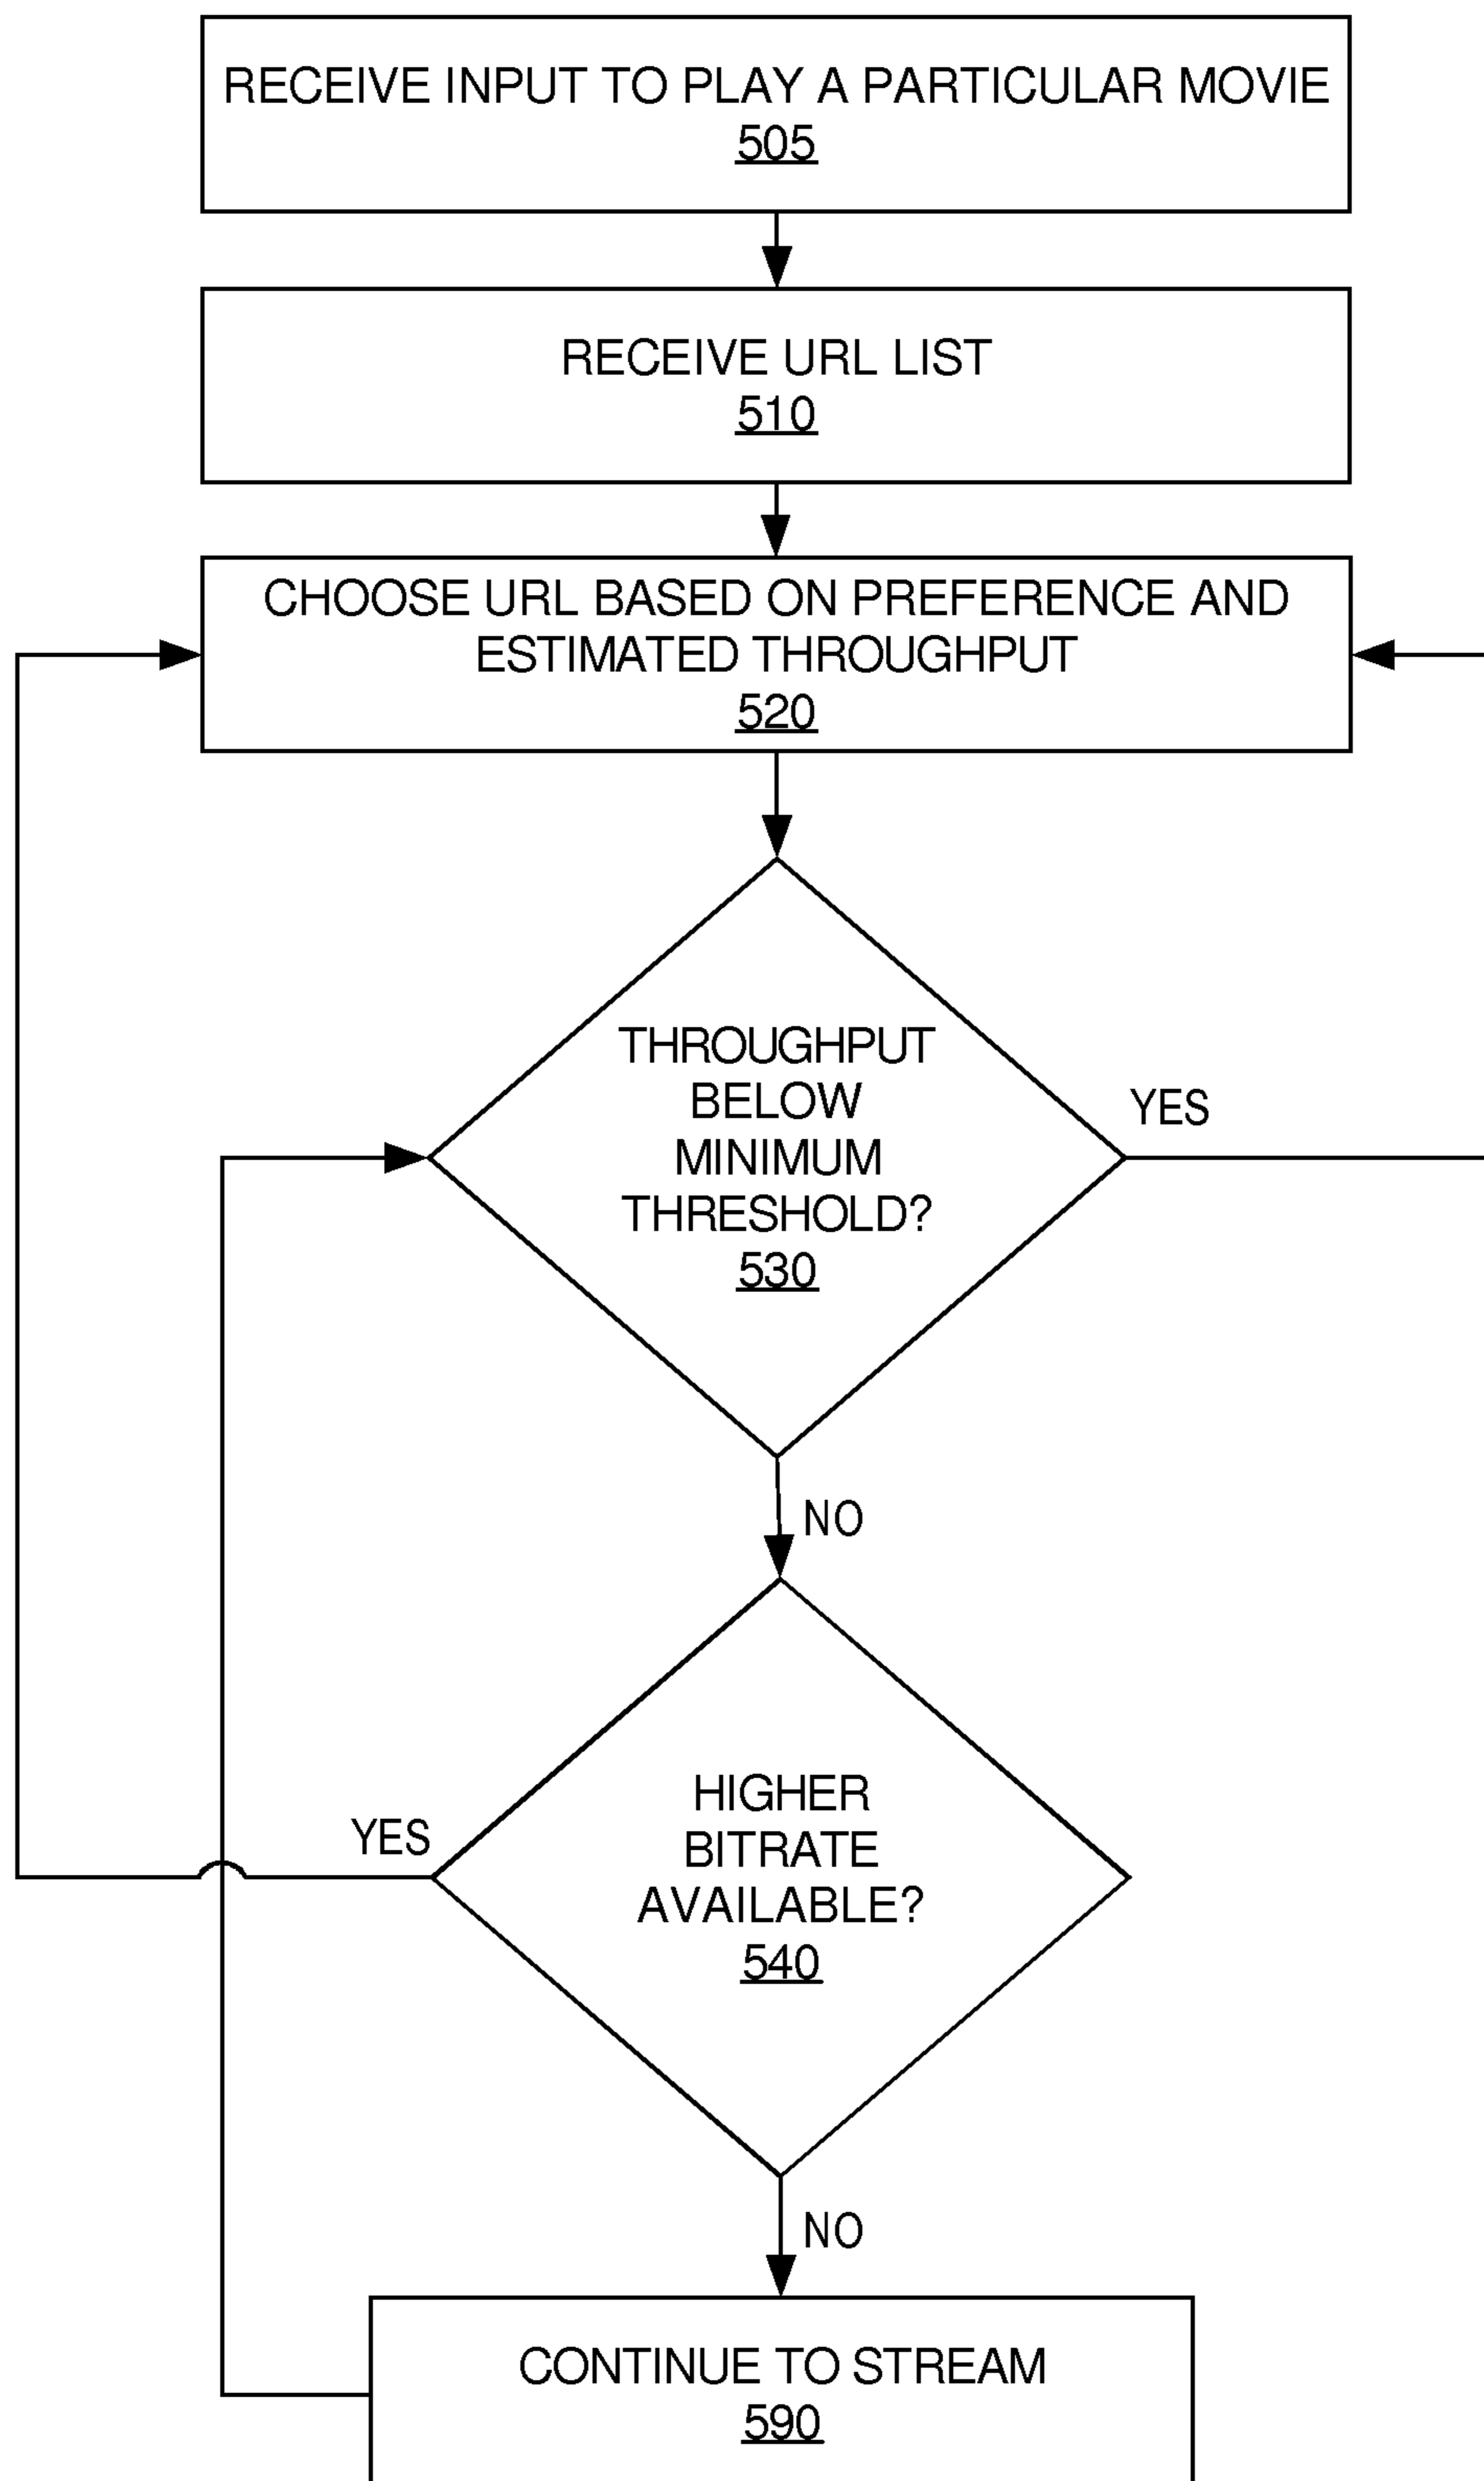 RECEIVE INPUT TO PLAY A PARTICULAR MOVIE
505
RECEIVE URL LIST
510
CHOOSE URL BASED ON PREFERENCE AND
ESTIMATED THROUGHPUT
520
THROUGHPUT
BELOW
MINIMUM
THRESHOLD?
530
YES
NO
HIGHER
BITRATE
AVAILABLE?
540
YES
NO
CONTINUE TO STREAM
590